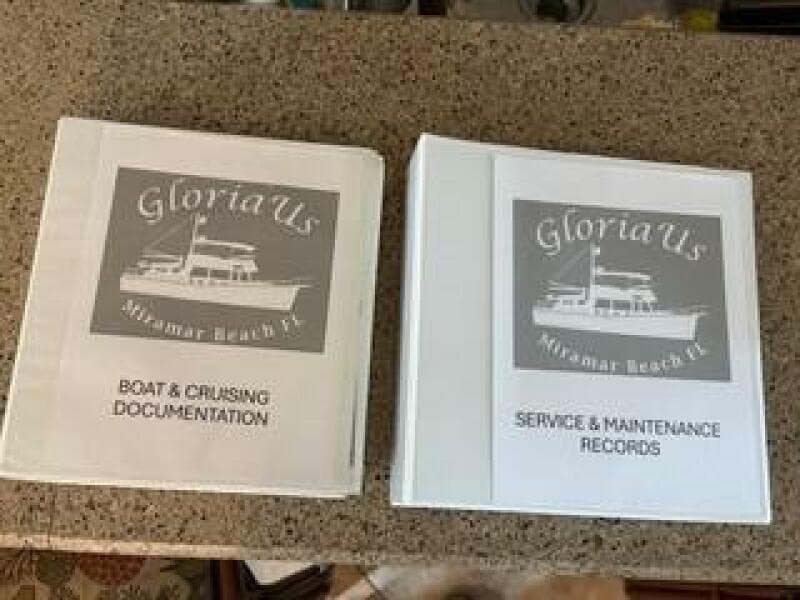 Gloria Us
Miramar Beach FL
BOAT & CRUISING
DOCUMENTATION
Gloria Us
Miramar Beach FL
SERVICE & MAINTENANCE
RECORDS